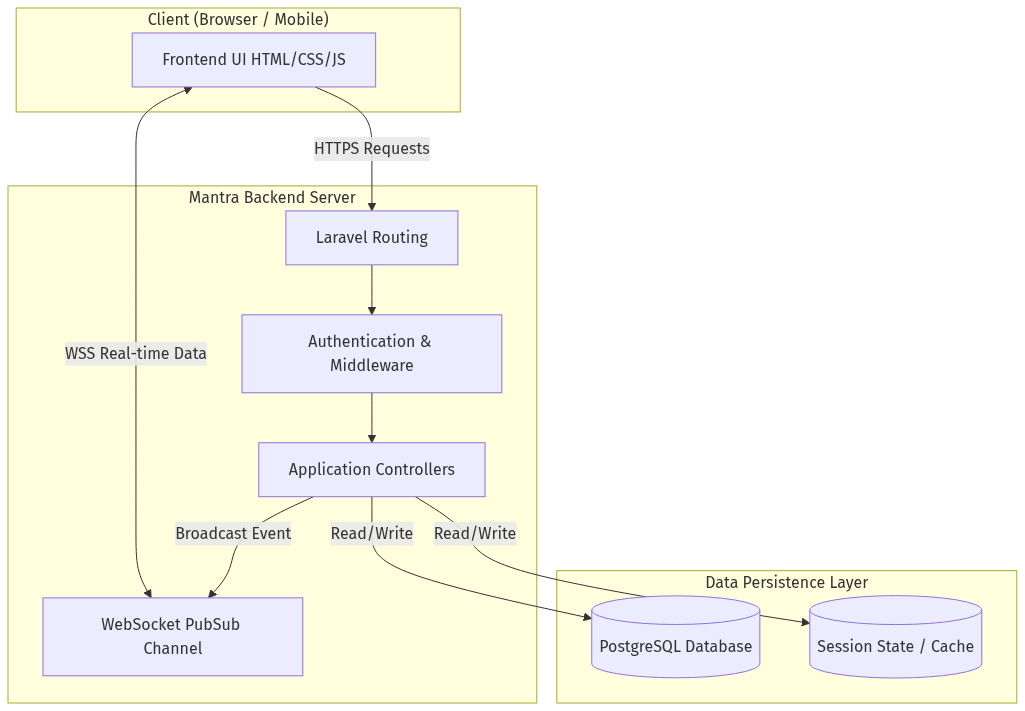 Client (Browser / Mobile)
Frontend UI HTML/CSS/JS
HTTPS Requests
Mantra Backend Server
Laravel Routing
Authentication &
Middleware
WSS Real-time Data
Application Controllers
Broadcast Event
Read/Write
Read/Write
Data Persistence Layer
WebSocket PubSub
Channel
PostgreSQL Database
Session State / Cache